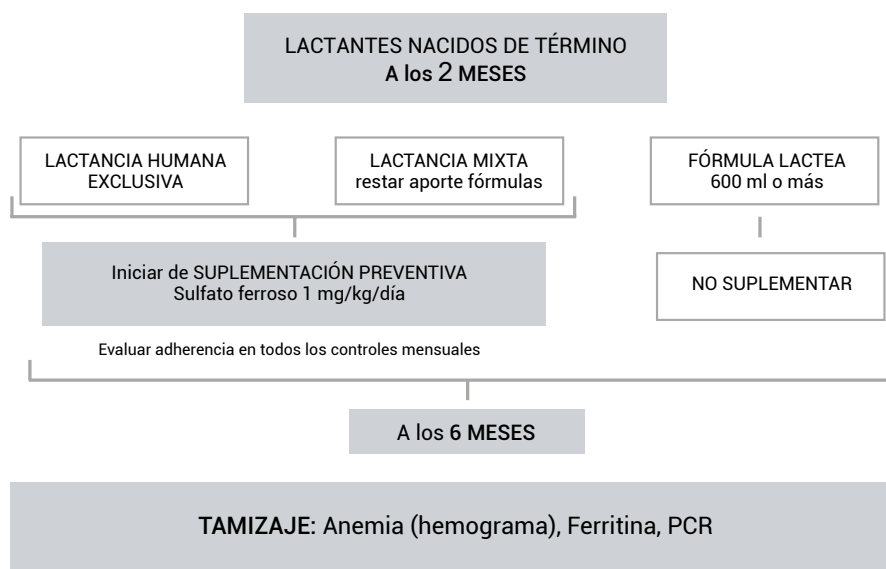 LACTANTES NACIDOS DE TÉRMINO
A los 2 MESES
LACTANCIA HUMANA
EXCLUSIVA
LACTANCIA MIXTA
restar aporte fórmulas
FÓRMULA LACTEA
600 ml o más
Iniciar de SUPLEMENTACIÓN PREVENTIVA
Sulfato ferroso 1 mg/kg/día
NO SUPLEMENTAR
Evaluar adherencia en todos los controles mensuales
A los 6 MESES
TAMIZAJE: Anemia (hemograma), Ferritina, PCR